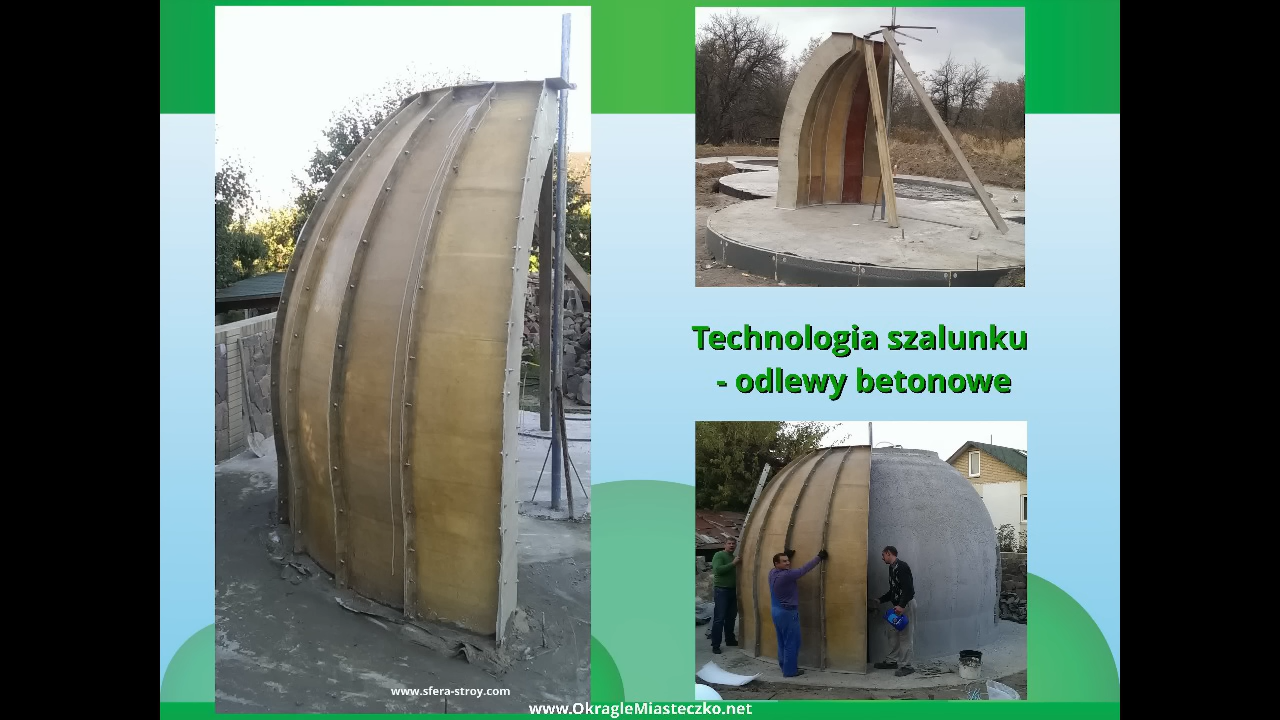 Technologia szalunku
- odlewy betonowe
www.sfera-stroy.com
www.OkragleMiasteczko.net